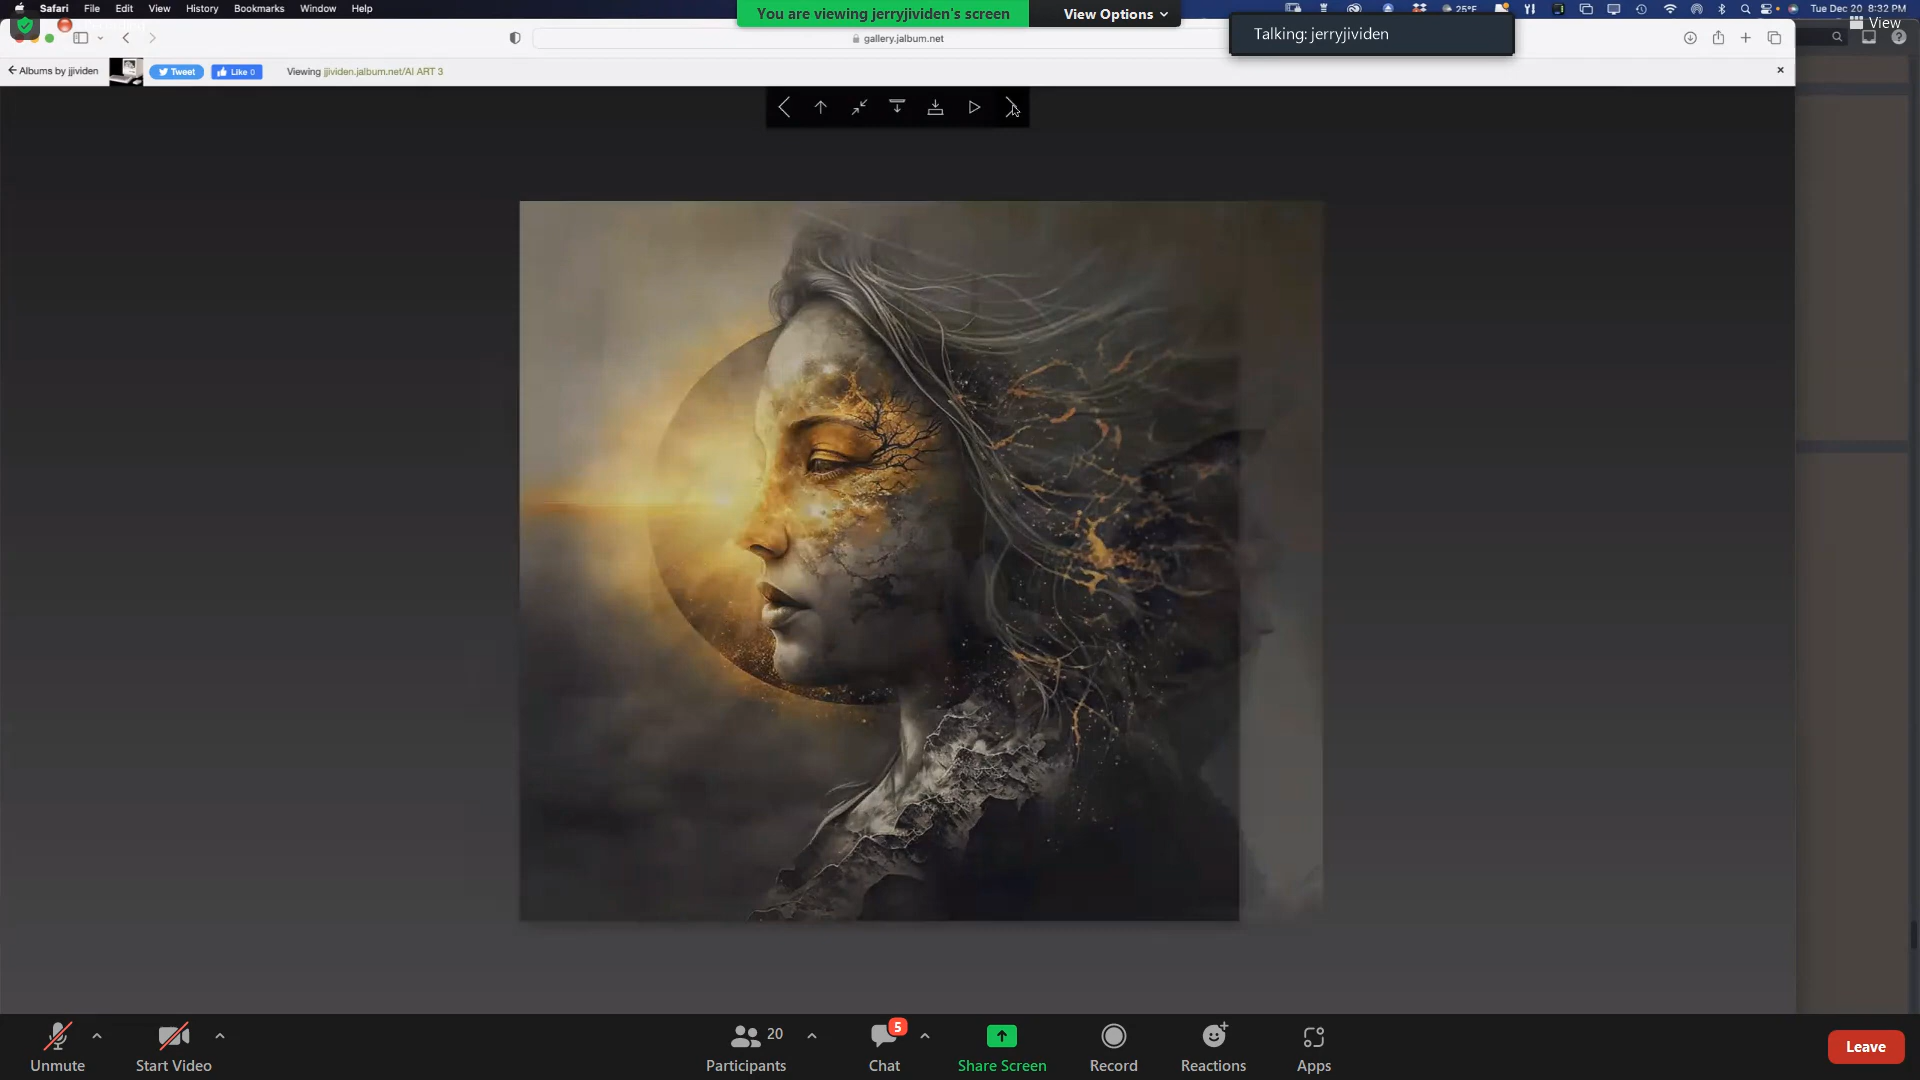 Safari File Edit View History Bookmarks Window Help
You are viewing jerryjividen's screen View Options
25°F Tue Dec 20 8:32 PM
View
Talking: jerryjividen
gallery.jalbum.net
Albums by jjividen Tweet Like 0 Viewing jjividen.jalbum.net/AI ART 3
Unmute Start Video 20 Participants 5 Chat Share Screen Record Reactions Apps Leave